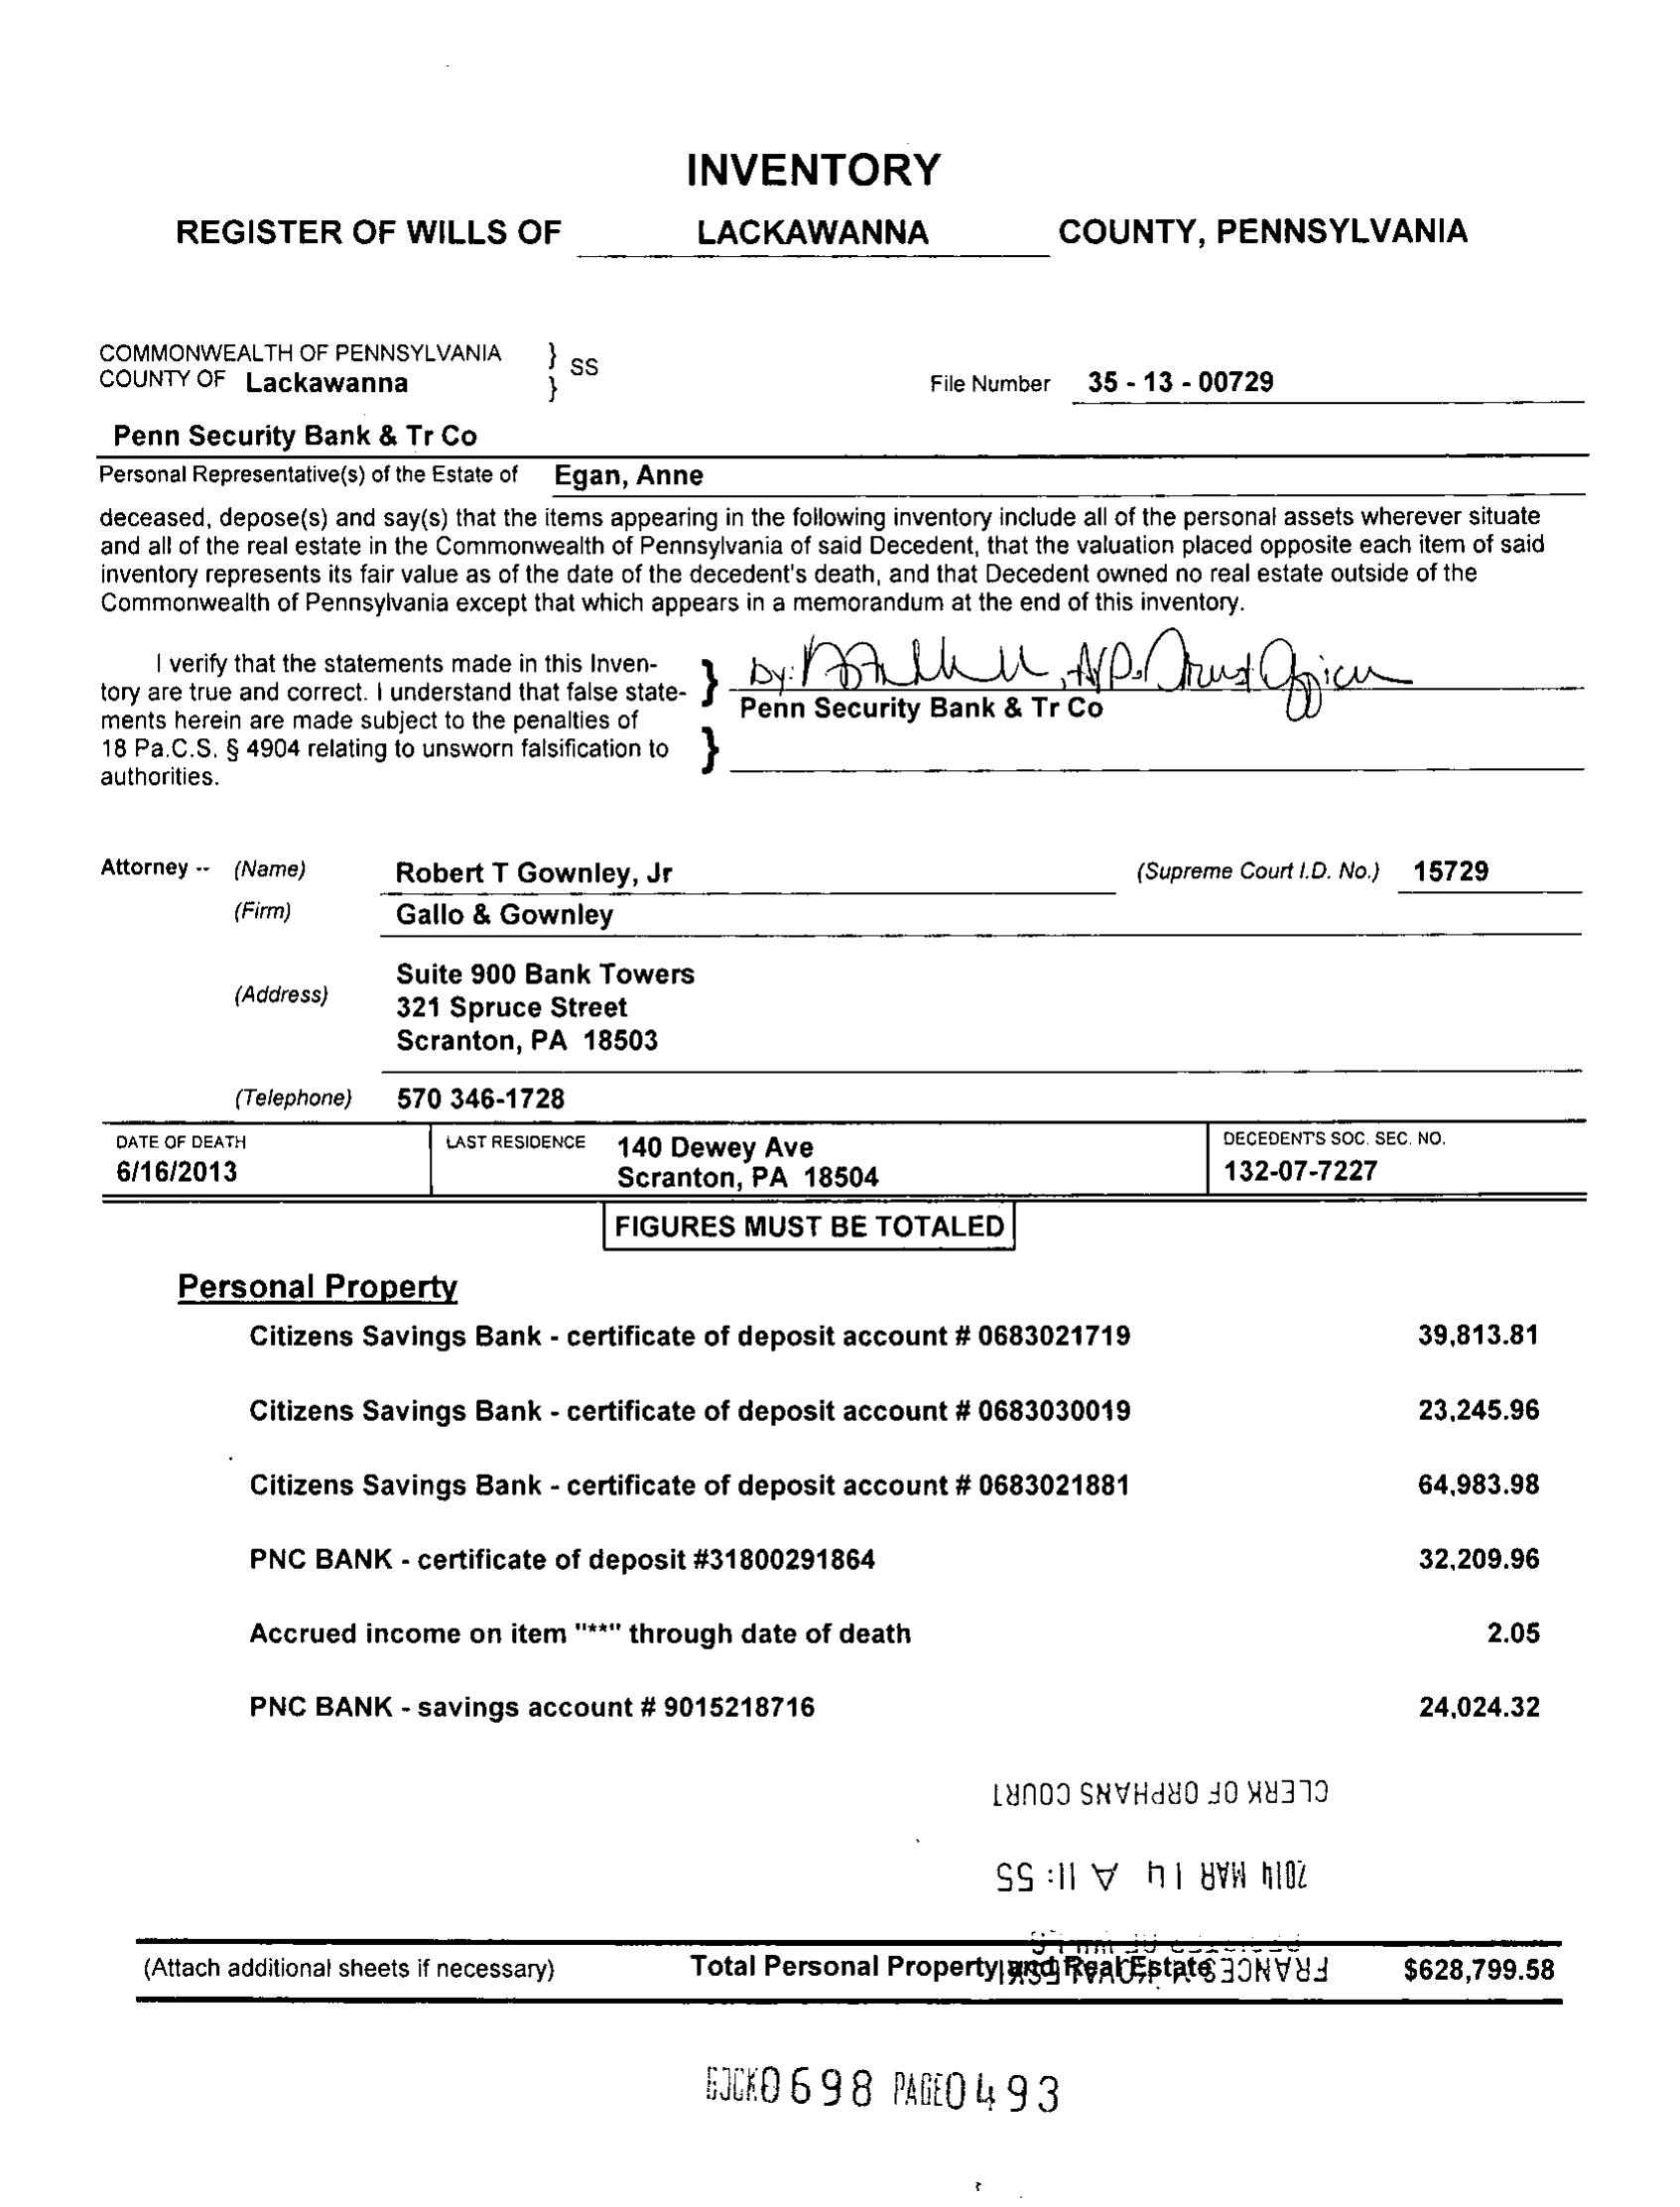 INVENTORY
REGISTER OF WILLS OF LACKAWANNA COUNTY, PENNSYLVANIA
COMMONWEALTH OF PENNSYLVANIA } SS
COUNTY OF Lackawanna }
File Number 35 - 13 - 00729
Penn Security Bank & Tr Co
Personal Representative(s) of the Estate of Egan, Anne
deceased, depose(s) and say(s) that the items appearing in the following inventory include all of the personal assets wherever situate
and all of the real estate in the Commonwealth of Pennsylvania of said Decedent, that the valuation placed opposite each item of said
inventory represents its fair value as of the date of the decedent's death, and that Decedent owned no real estate outside of the
Commonwealth of Pennsylvania except that which appears in a memorandum at the end of this inventory.
I verify that the statements made in this Inven-
tory are true and correct. I understand that false state-
ments herein are made subject to the penalties of
18 Pa.C.S. § 4904 relating to unsworn falsification to
authorities.
} by: , AVP. Trust Officer
Penn Security Bank & Tr Co
}
Attorney -- (Name) Robert T Gownley, Jr (Supreme Court I.D. No.) 15729
(Firm) Gallo & Gownley
(Address) Suite 900 Bank Towers
321 Spruce Street
Scranton, PA 18503
(Telephone) 570 346-1728
DATE OF DEATH
6/16/2013
LAST RESIDENCE 140 Dewey Ave
Scranton, PA 18504
DECEDENT'S SOC. SEC. NO.
132-07-7227
FIGURES MUST BE TOTALED
Personal Property
Citizens Savings Bank - certificate of deposit account # 0683021719 39,813.81
Citizens Savings Bank - certificate of deposit account # 0683030019 23,245.96
Citizens Savings Bank - certificate of deposit account # 0683021881 64,983.98
PNC BANK - certificate of deposit #31800291864 32,209.96
Accrued income on item "**" through date of death 2.05
PNC BANK - savings account # 9015218716 24,024.32
CLERK OF ORPHANS COURT
2014 MAR 14 A 11:55
REGISTER OF WILLS
FRANCES
(Attach additional sheets if necessary) Total Personal Property and Real Estate $628,799.58
BOOK0698 PAGE0493